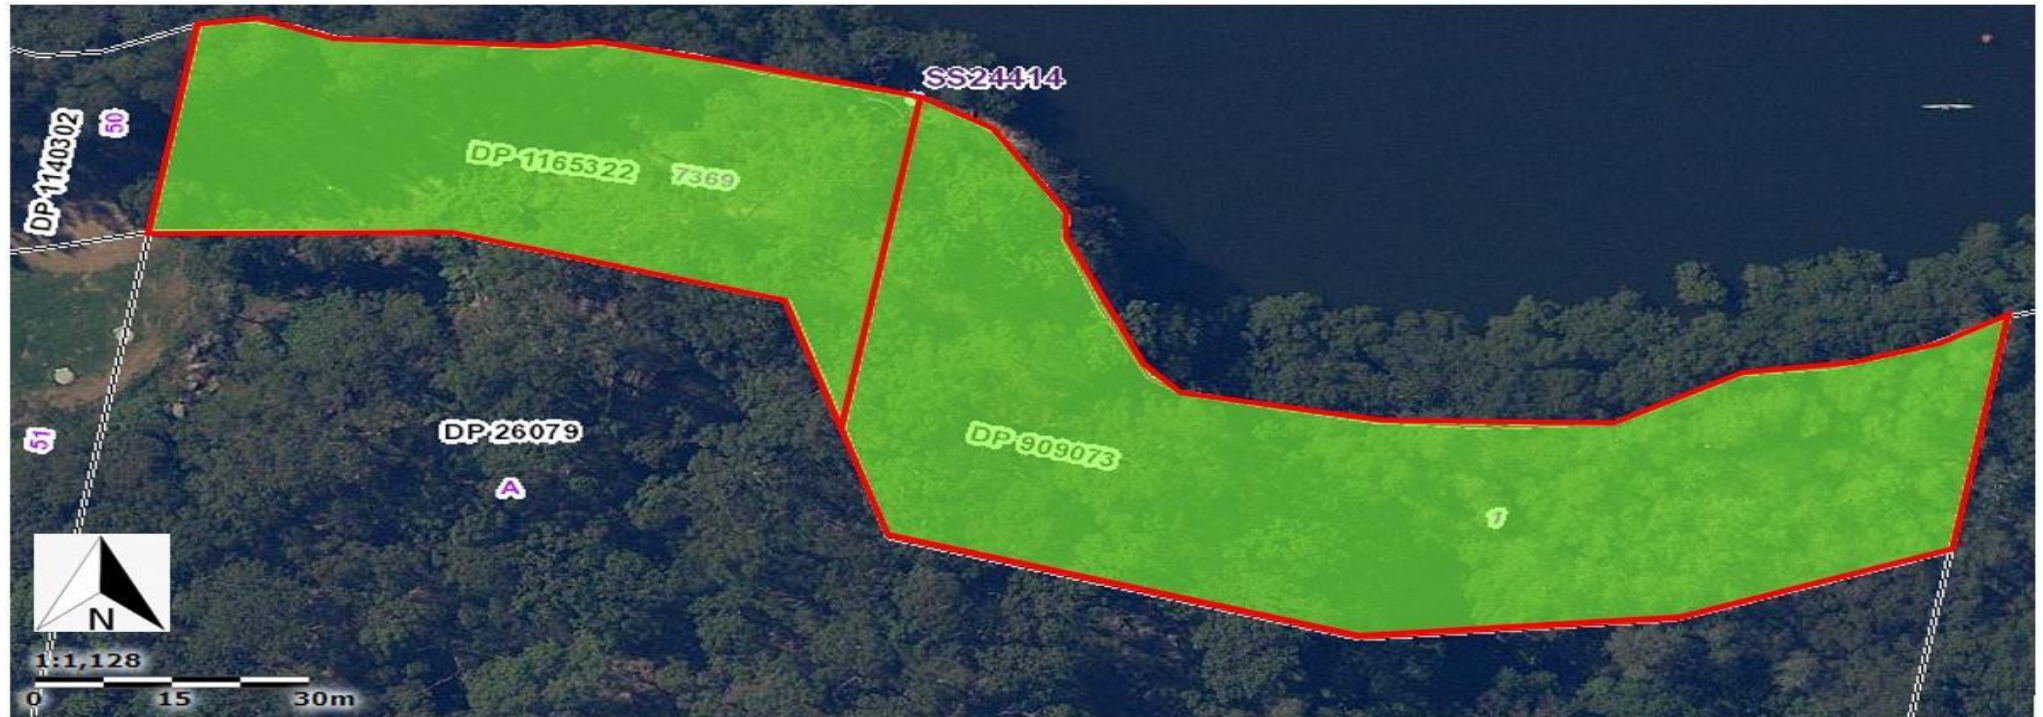 SS24414
DP 1140302
50
DP 1165322 7369
DP 26079
51
A
DP 909073
1
N
1:1,128
0 15 30m